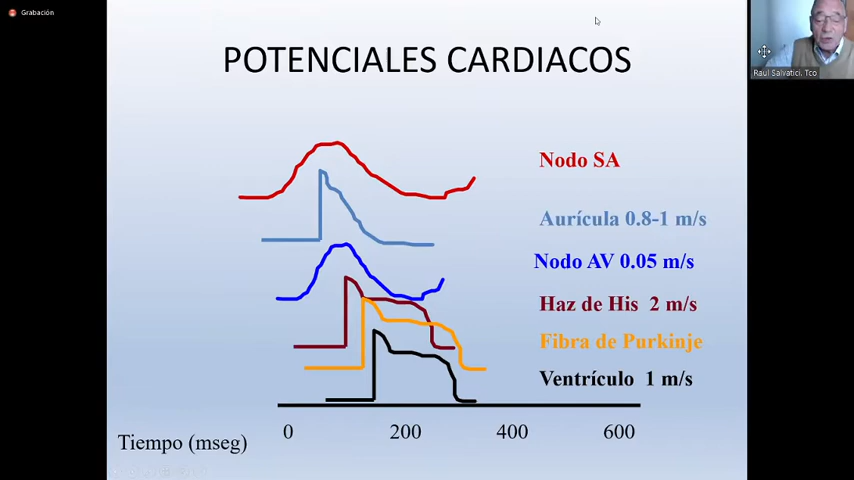 Grabación
Raul Salvatici, Tco
POTENCIALES CARDIACOS
Nodo SA
Aurícula 0.8-1 m/s
Nodo AV 0.05 m/s
Haz de His 2 m/s
Fibra de Purkinje
Ventrículo 1 m/s
Tiempo (mseg) 0 200 400 600